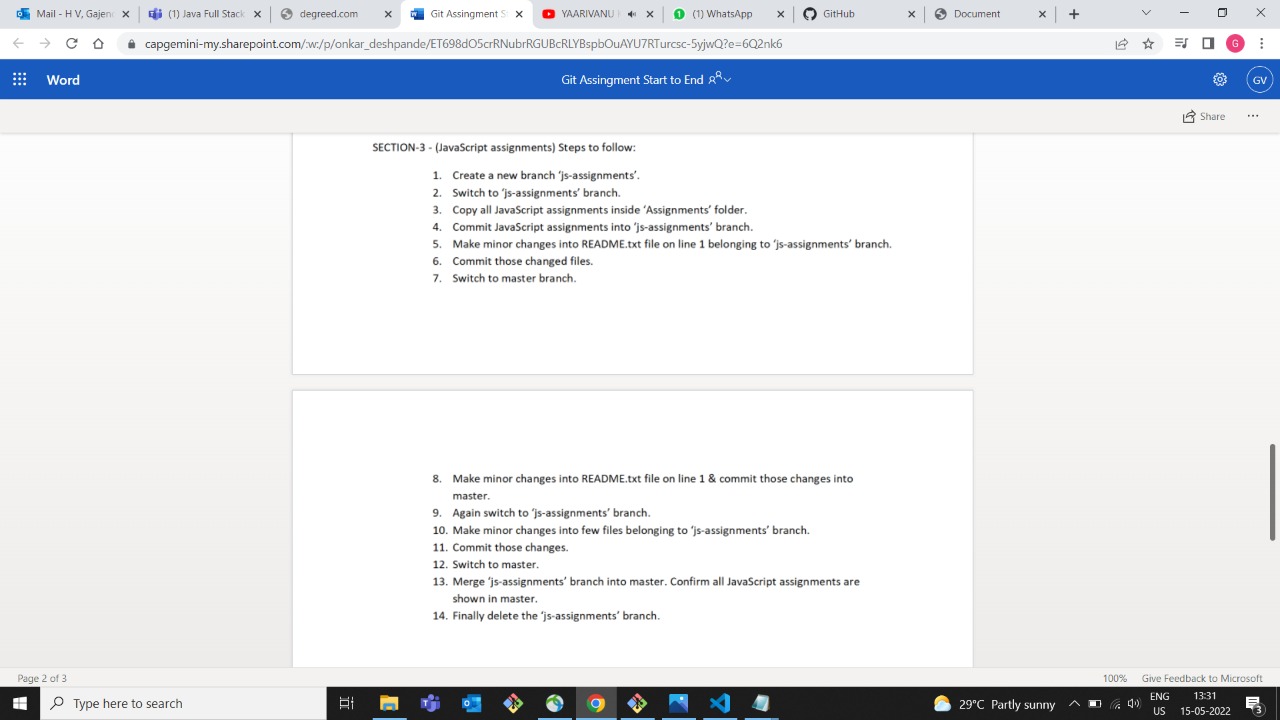 Mail - H V, Gajend
(1) Java Full Stack
degreed.com
Git Assingment St
YAARIVANU
(1) WhatsApp
GitHub
Document
capgemini-my.sharepoint.com/:w:/p/onkar_deshpande/
G
Word
Git Assingment Start to End
GV
Share
SECTION-3 - (JavaScript assignments) Steps to follow:
1. Create a new branch ‘js-assignments’.
2. Switch to ‘js-assignments’ branch.
3. Copy all JavaScript assignments inside ‘Assignments’ folder.
4. Commit JavaScript assignments into ‘js-assignments’ branch.
5. Make minor changes into README.txt file on line 1 belonging to ‘js-assignments’ branch.
6. Commit those changed files.
7. Switch to master branch.
8. Make minor changes into README.txt file on line 1 & commit those changes into
master.
9. Again switch to ‘js-assignments’ branch.
10. Make minor changes into few files belonging to ‘js-assignments’ branch.
11. Commit those changes.
12. Switch to master.
13. Merge ‘js-assignments’ branch into master. Confirm all JavaScript assignments are
shown in master.
14. Finally delete the ‘js-assignments’ branch.
Page 2 of 3
100%
Give Feedback to Microsoft
Type here to search
29°C Partly sunny
ENG
US
13:31
15-05-2022
3